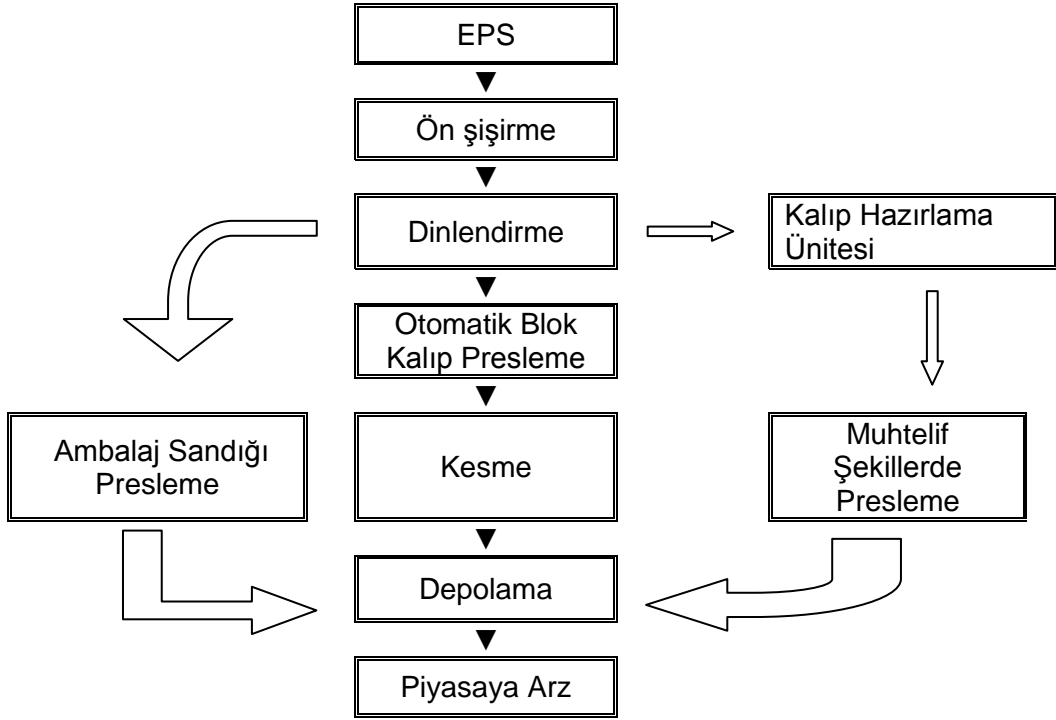 EPS
Ön şişirme
Dinlendirme
Kalıp Hazırlama
Ünitesi
Otomatik Blok
Kalıp Presleme
Ambalaj Sandığı
Presleme
Kesme
Muhtelif
Şekillerde
Presleme
Depolama
Piyasaya Arz